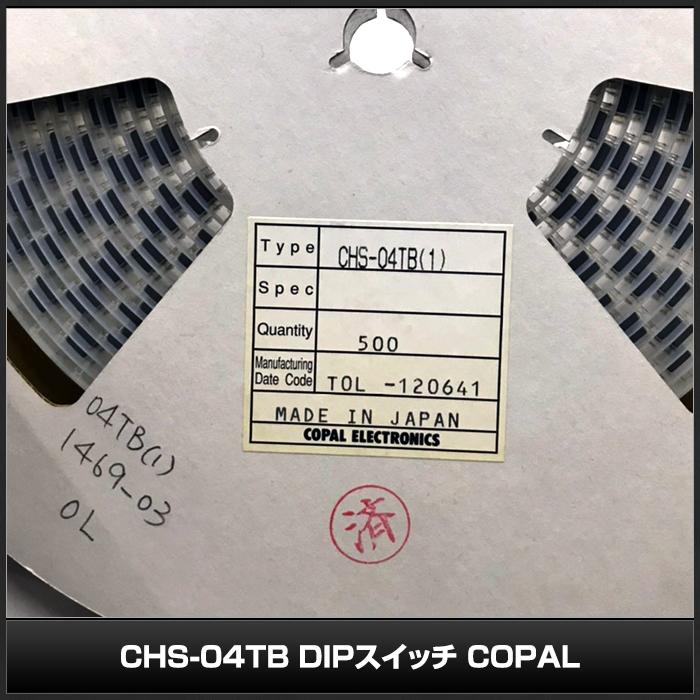 Type CHS-04TB(1)
Spec
Quantity 500
Manufacturing
Date Code TOL -120641
MADE IN JAPAN
COPAL ELECTRONICS
04TB(1)
1469-03
OL
済
CHS-04TB DIPスイッチ COPAL